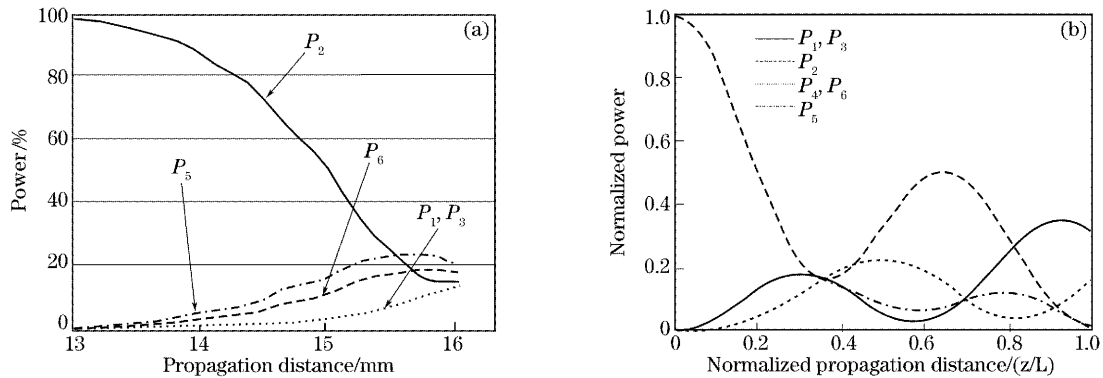 (a)
Power/%
100
80
60
40
20
0
P2
P5
P6
P1, P3
13
14
15
16
Propagation distance/mm
(b)
Normalized power
1.0
0.8
0.6
0.4
0.2
0
P1, P3
P2
P4, P6
P5
0
0.2
0.4
0.6
0.8
1.0
Normalized propagation distance/(z/L)